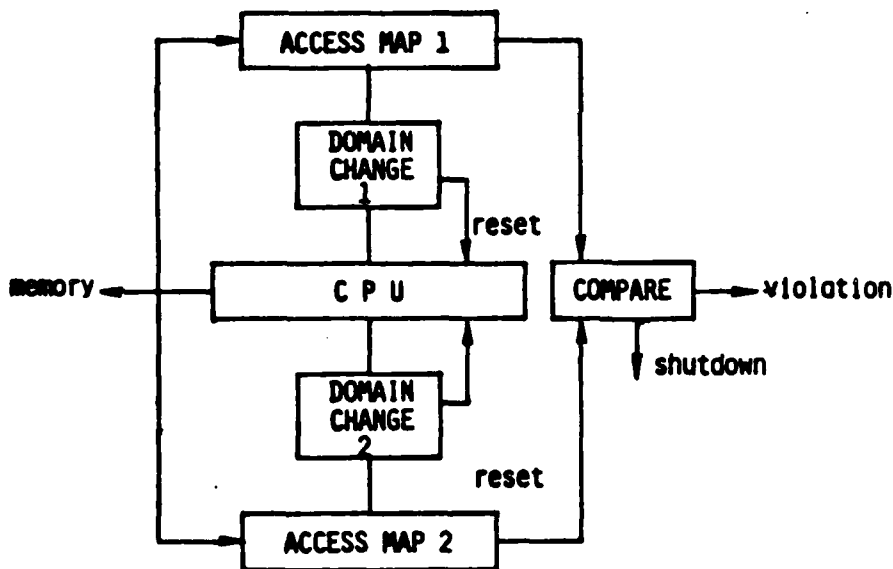 ACCESS MAP 1
DOMAIN
CHANGE
1
reset
memory
C P U
COMPARE
violation
shutdown
DOMAIN
CHANGE
2
reset
ACCESS MAP 2